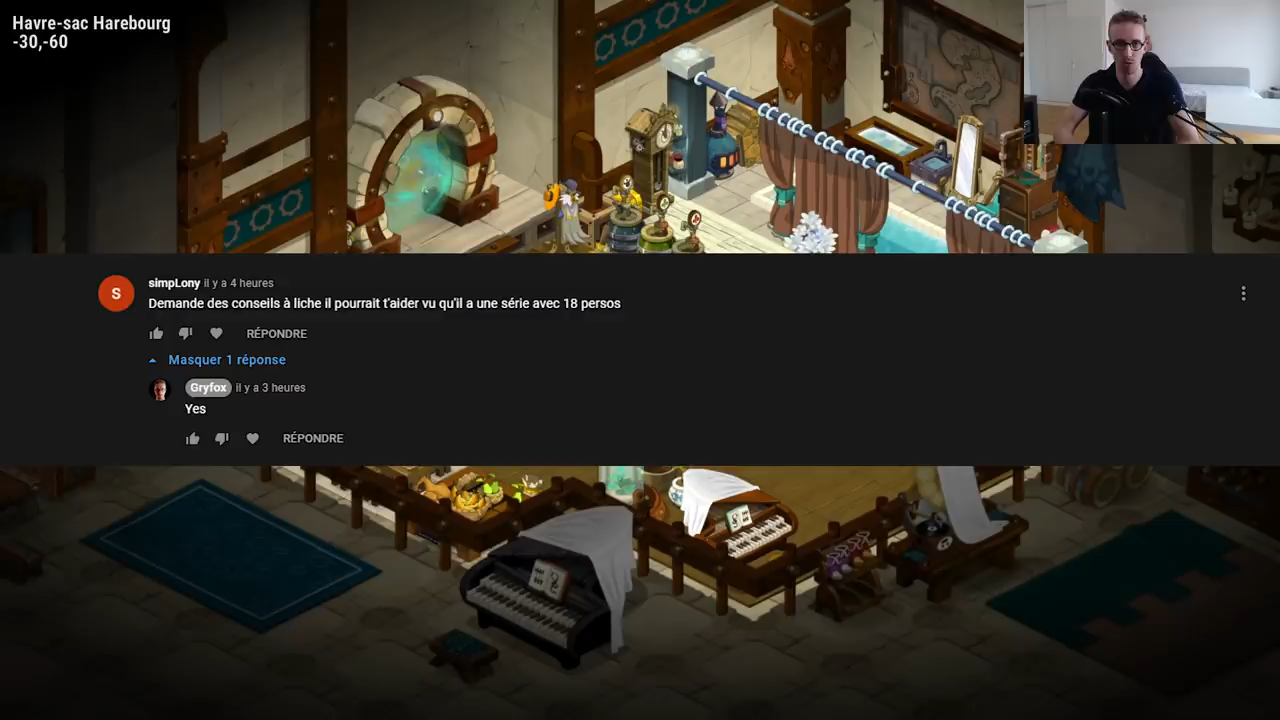 Havre-sac Harebourg
-30,-60
S
simpLony il y a 4 heures
Demande des conseils à liche il pourrait t'aider vu qu'il a une série avec 18 persos
RÉPONDRE
Masquer 1 réponse
Gryfox il y a 3 heures
Yes
RÉPONDRE